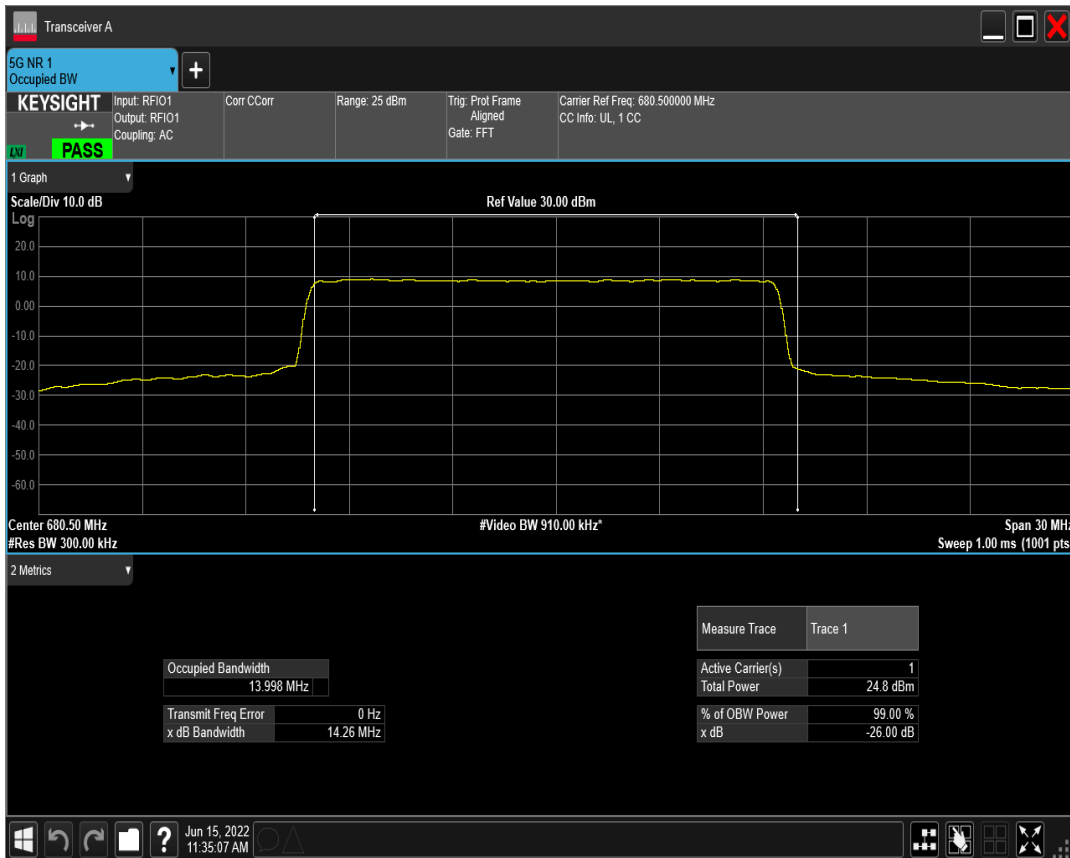 Transceiver A
5G NR 1
Occupied BW
+
KEYSIGHT
LXI
PASS
Input: RFIO1
Output: RFIO1
Coupling: AC
Corr CCorr
Range: 25 dBm
Trig: Prot Frame
Aligned
Gate: FFT
Carrier Ref Freq: 680.500000 MHz
CC Info: UL, 1 CC
1 Graph
Scale/Div 10.0 dB
Ref Value 30.00 dBm
Log
20.0
10.0
0.00
-10.0
-20.0
-30.0
-40.0
-50.0
-60.0
Center 680.50 MHz
#Video BW 910.00 kHz*
Span 30 MHz
#Res BW 300.00 kHz
Sweep 1.00 ms (1001 pts
2 Metrics
Measure Trace Trace 1
Occupied Bandwidth
13.998 MHz
Active Carrier(s) 1
Total Power 24.8 dBm
Transmit Freq Error 0 Hz
x dB Bandwidth 14.26 MHz
% of OBW Power 99.00 %
x dB -26.00 dB
?
Jun 15, 2022
11:35:07 AM